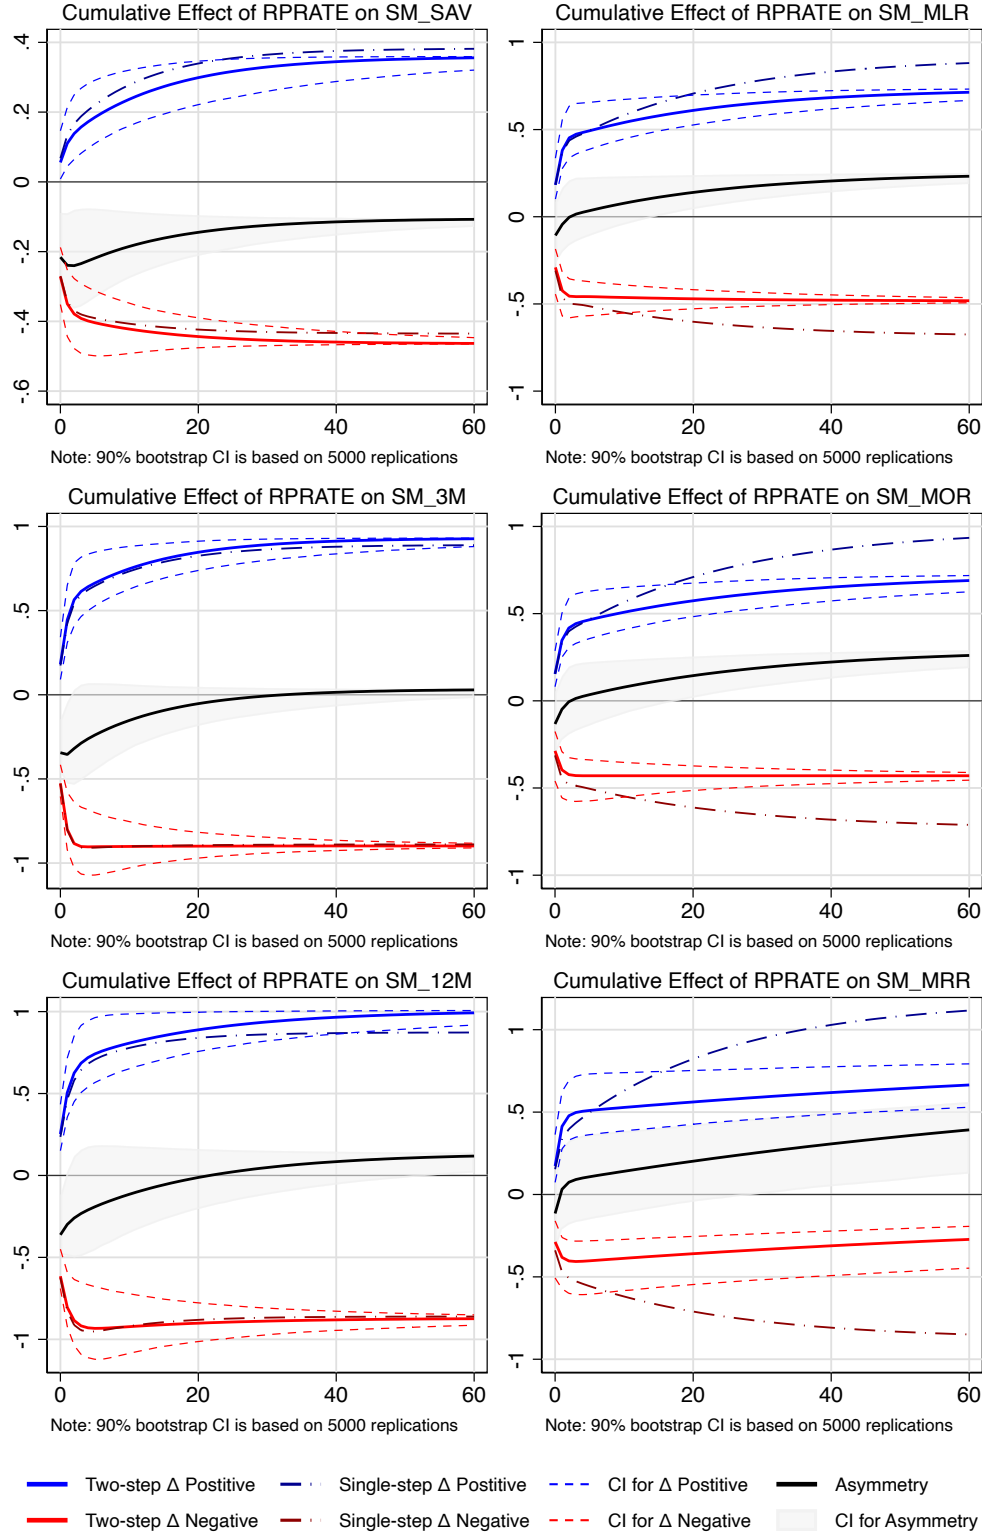 Cumulative Effect of RPRATE on SM_SAV
.4
.2
0
-.2
-.4
-.6
0 20 40 60
Note: 90% bootstrap CI is based on 5000 replications
Cumulative Effect of RPRATE on SM_MLR
1
.5
0
-.5
-1
0 20 40 60
Note: 90% bootstrap CI is based on 5000 replications
Cumulative Effect of RPRATE on SM_3M
1
.5
0
-.5
-1
0 20 40 60
Note: 90% bootstrap CI is based on 5000 replications
Cumulative Effect of RPRATE on SM_MOR
1
.5
0
-.5
-1
0 20 40 60
Note: 90% bootstrap CI is based on 5000 replications
Cumulative Effect of RPRATE on SM_12M
1
.5
0
-.5
-1
0 20 40 60
Note: 90% bootstrap CI is based on 5000 replications
Cumulative Effect of RPRATE on SM_MRR
1
.5
0
-.5
-1
0 20 40 60
Note: 90% bootstrap CI is based on 5000 replications
Two-step Δ Postitive Single-step Δ Postitive CI for Δ Postitive Asymmetry
Two-step Δ Negative Single-step Δ Negative CI for Δ Negative CI for Asymmetry